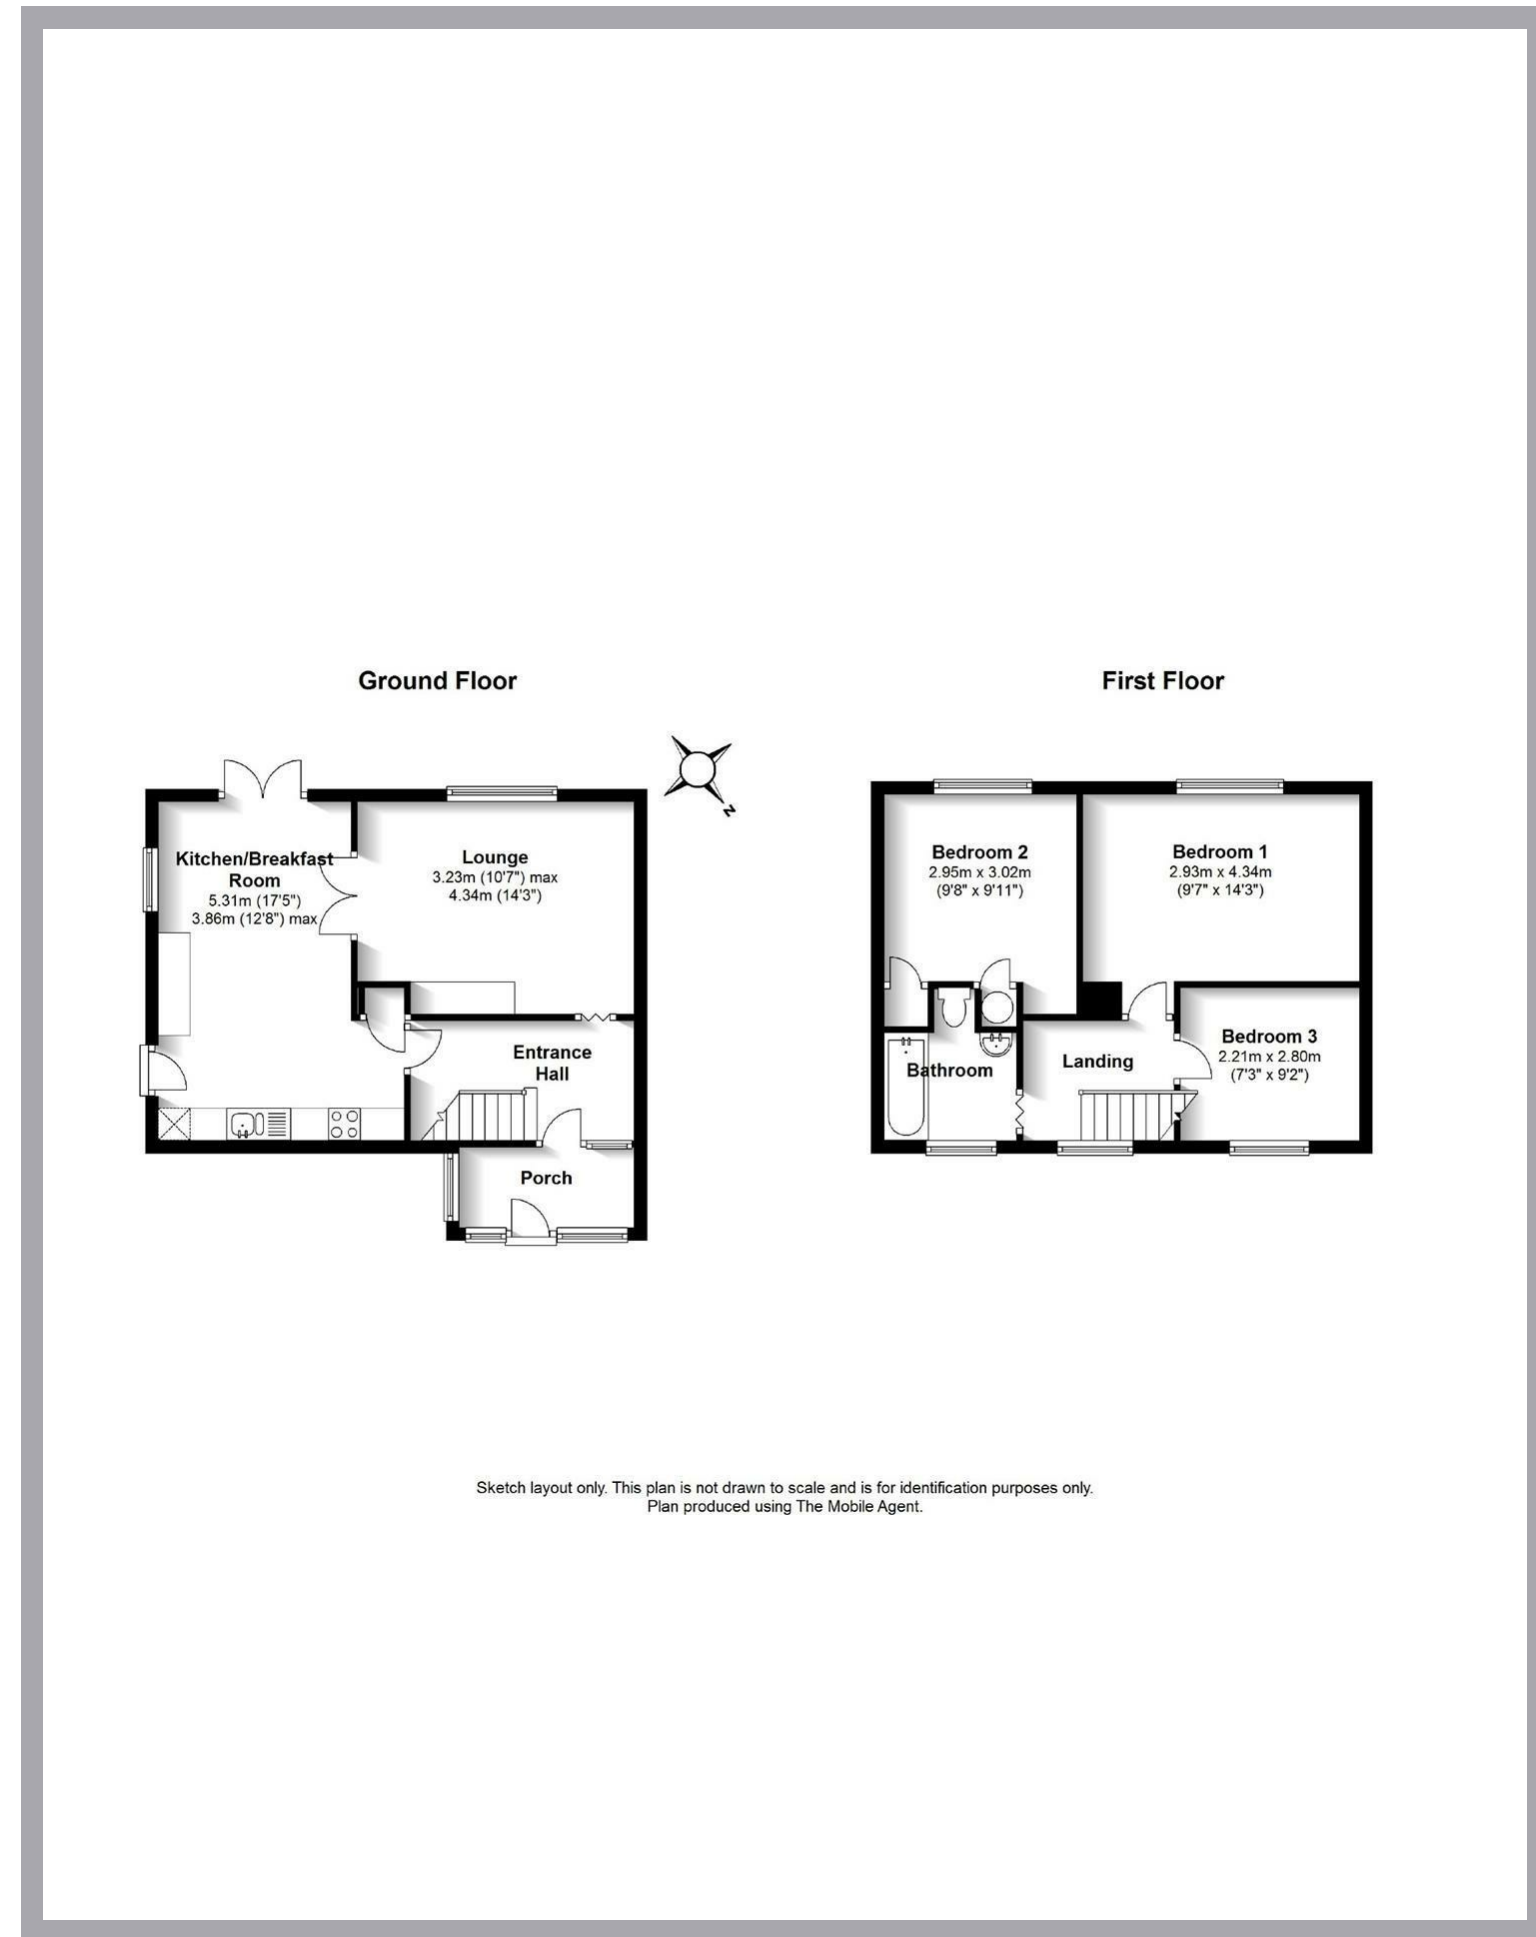 Ground Floor
First Floor
N
Kitchen/Breakfast
Room
5.31m (17'5")
3.86m (12'8") max
Lounge
3.23m (10'7") max
4.34m (14'3")
Entrance
Hall
Porch
Bedroom 2
2.95m x 3.02m
(9'8" x 9'11")
Bedroom 1
2.93m x 4.34m
(9'7" x 14'3")
Bedroom 3
2.21m x 2.80m
(7'3" x 9'2")
Landing
Bathroom
Sketch layout only. This plan is not drawn to scale and is for identification purposes only.
Plan produced using The Mobile Agent.